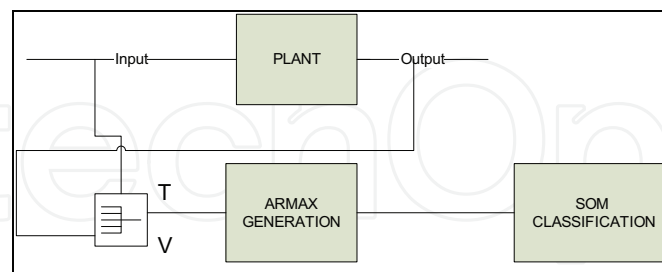 Input
PLANT
Output
T
V
ARMAX
GENERATION
SOM
CLASSIFICATION